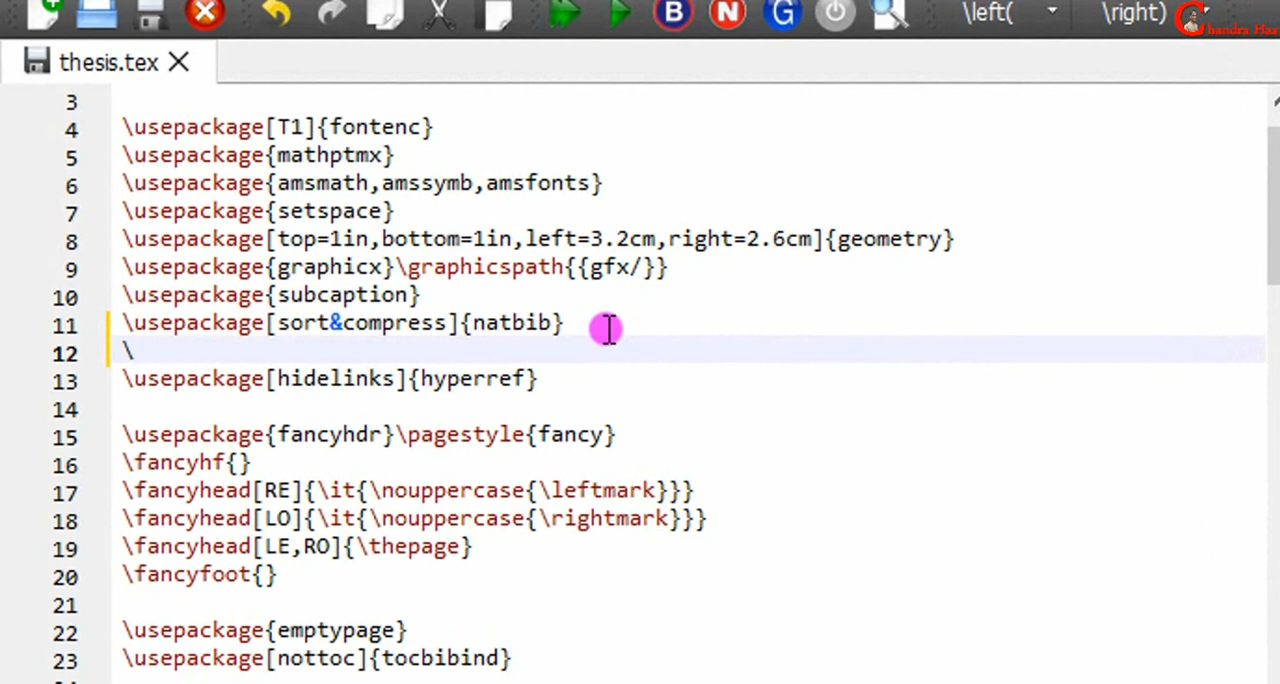 B N G \left( \right) Chandra Has
thesis.tex
3
4 \usepackage[T1]{fontenc}
5 \usepackage{mathptmx}
6 \usepackage{amsmath,amssymb,amsfonts}
7 \usepackage{setspace}
8 \usepackage[top=1in,bottom=1in,left=3.2cm,right=2.6cm]{geometry}
9 \usepackage{graphicx}\graphicspath{{gfx/}}
10 \usepackage{subcaption}
11 \usepackage[sort&compress]{natbib}
12 \
13 \usepackage[hidelinks]{hyperref}
14
15 \usepackage{fancyhdr}\pagestyle{fancy}
16 \fancyhf{}
17 \fancyhead[RE]{\it{\nouppercase{\leftmark}}}
18 \fancyhead[LO]{\it{\nouppercase{\rightmark}}}
19 \fancyhead[LE,RO]{\thepage}
20 \fancyfoot{}
21
22 \usepackage{emptypage}
23 \usepackage[nottoc]{tocbibind}